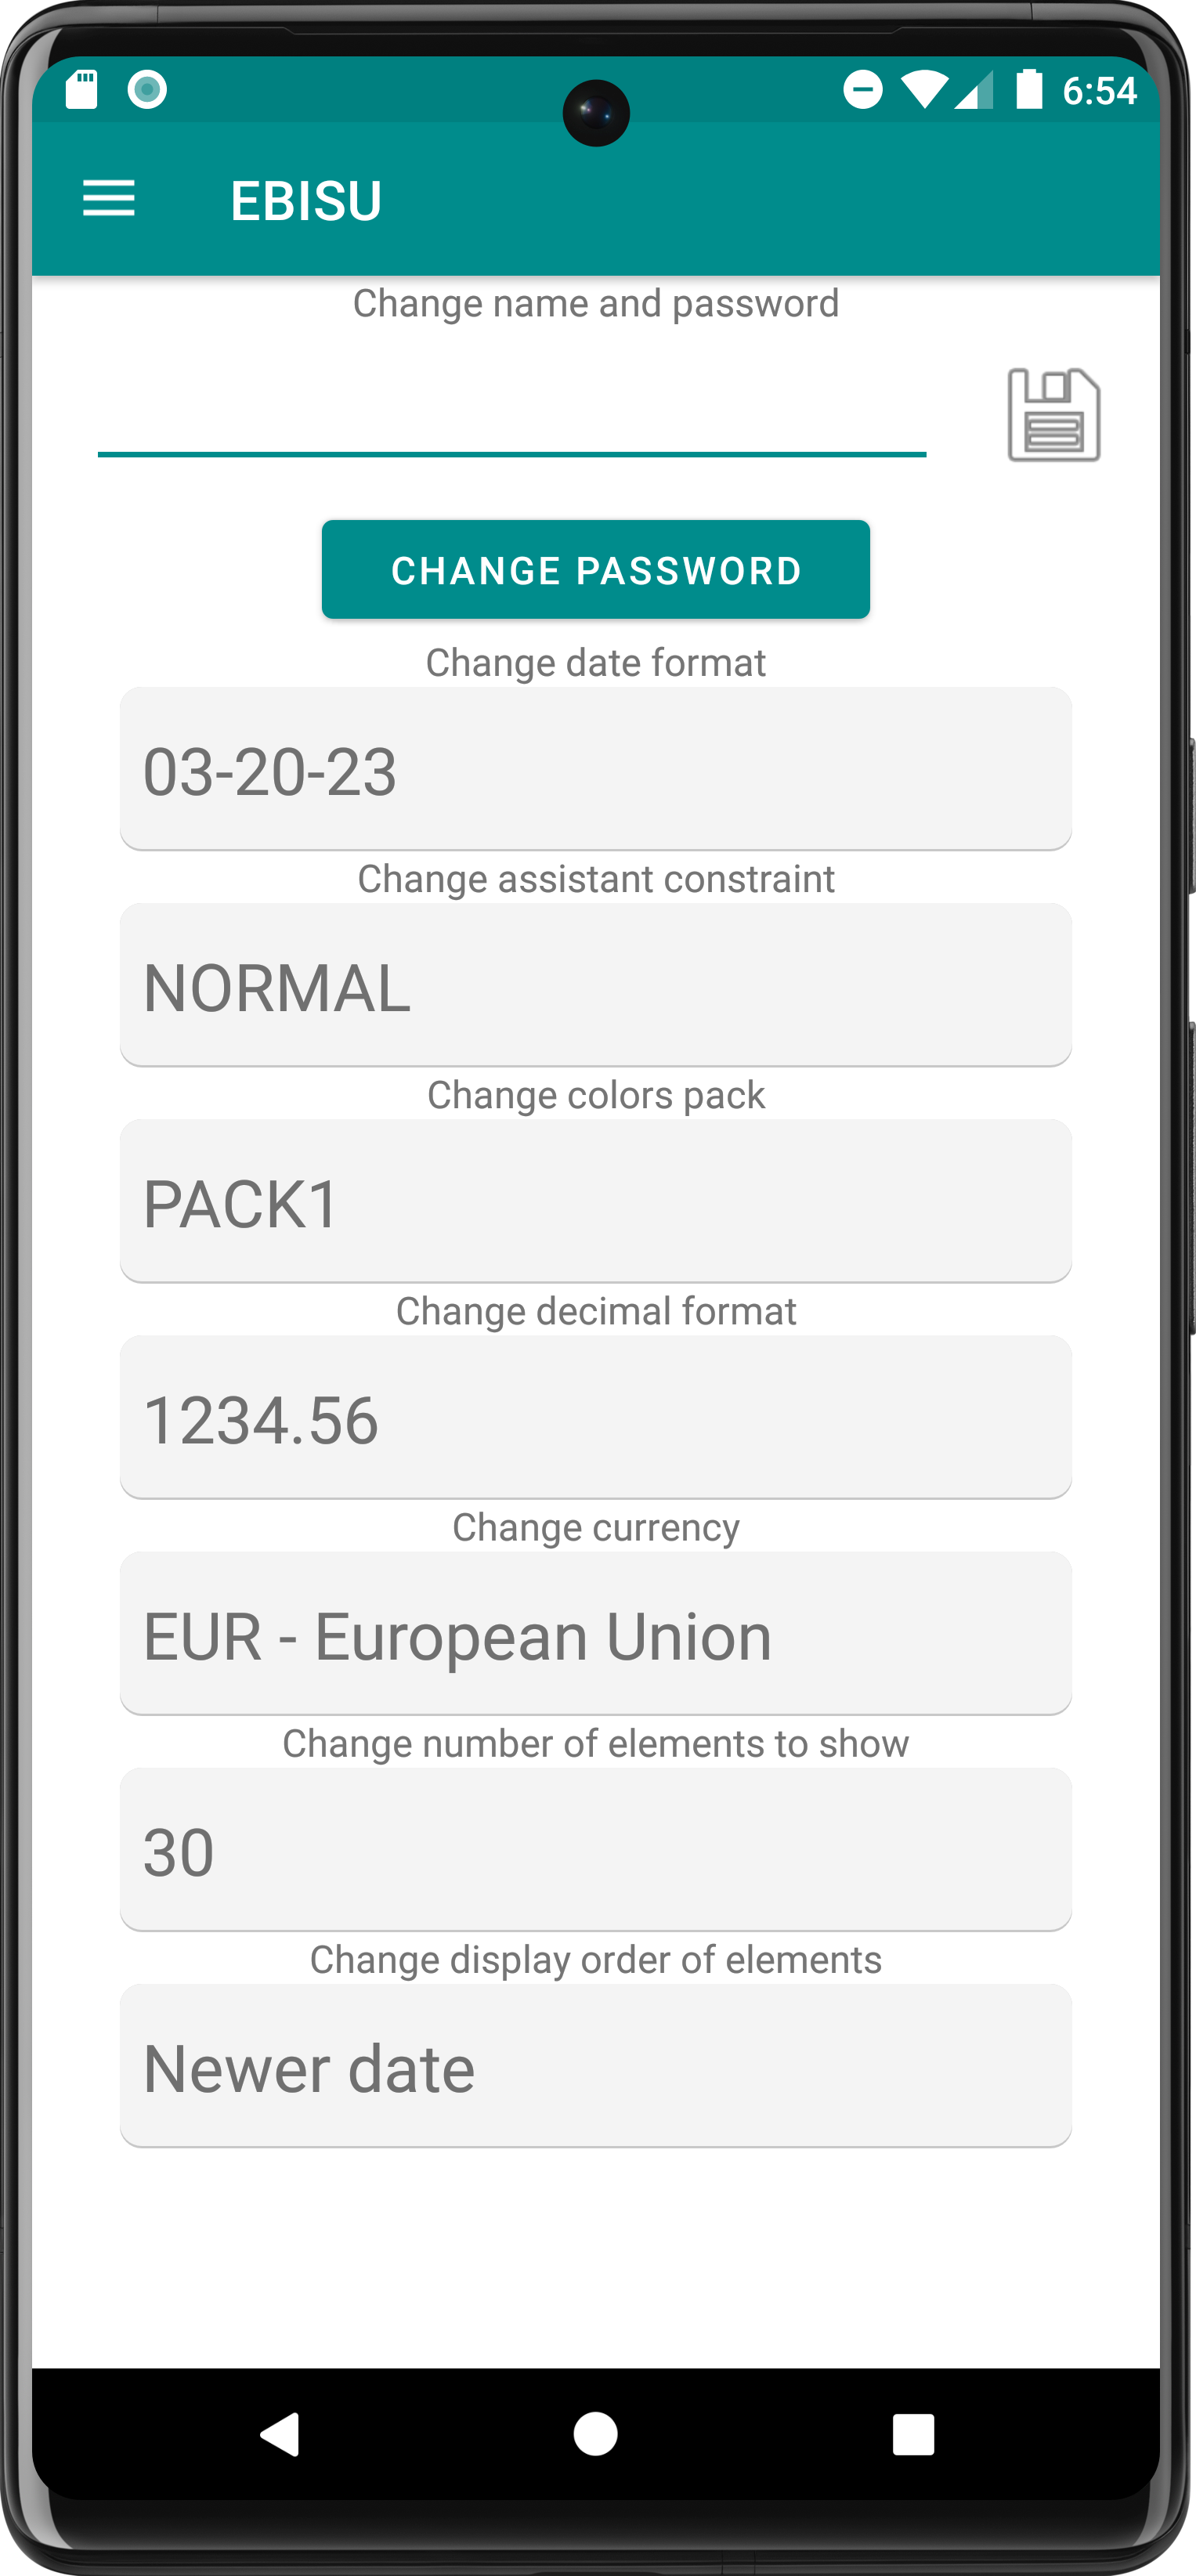 6:54
EBISU
Change name and password
CHANGE PASSWORD
Change date format
03-20-23
Change assistant constraint
NORMAL
Change colors pack
PACK1
Change decimal format
1234.56
Change currency
EUR - European Union
Change number of elements to show
30
Change display order of elements
Newer date